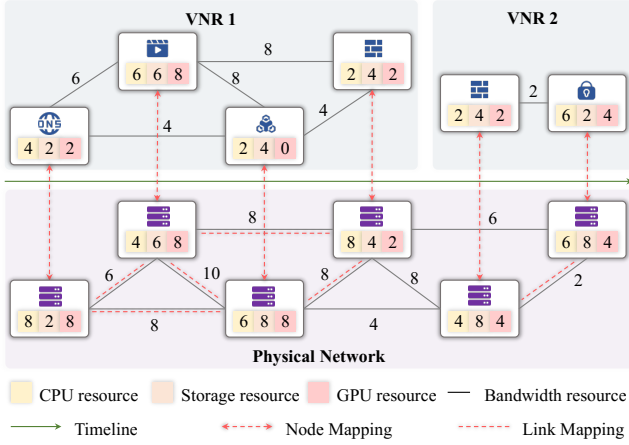 VNR 1
VNR 2
8
6
6 6 8
8
2 4 2
2
DNS
4
4
2 4 2
6 2 4
4 2 2
2 4 0
8
6
4 6 8
8 4 2
6 8 4
6
10
8
8
2
8
4
8 2 8
6 8 8
4 8 4
Physical Network
CPU resource
Storage resource
GPU resource
Bandwidth resource
Timeline
Node Mapping
Link Mapping